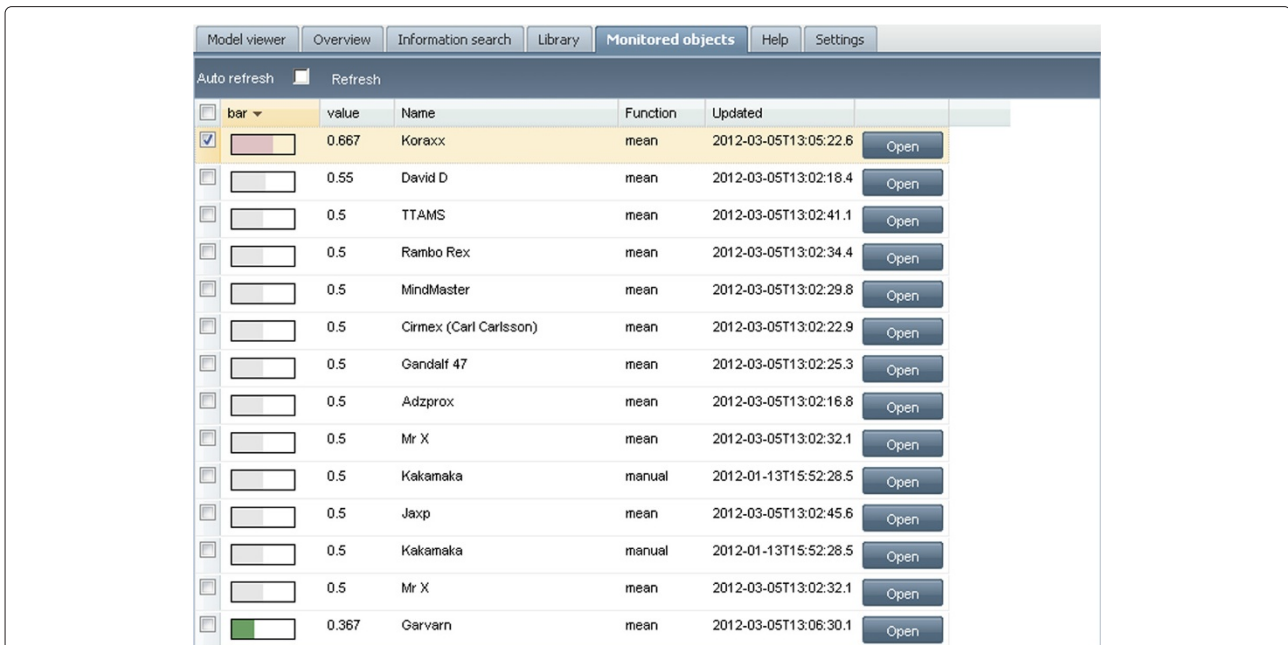 Model viewer Overview Information search Library Monitored objects Help Settings
Auto refresh Refresh
bar value Name Function Updated
0.667 Koraxx mean 2012-03-05T13:05:22.6 Open
0.55 David D mean 2012-03-05T13:02:18.4 Open
0.5 TTAMS mean 2012-03-05T13:02:41.1 Open
0.5 Rambo Rex mean 2012-03-05T13:02:34.4 Open
0.5 MindMaster mean 2012-03-05T13:02:29.8 Open
0.5 Cirmex (Carl Carlsson) mean 2012-03-05T13:02:22.9 Open
0.5 Gandalf 47 mean 2012-03-05T13:02:25.3 Open
0.5 Adzprox mean 2012-03-05T13:02:16.8 Open
0.5 Mr X mean 2012-03-05T13:02:32.1 Open
0.5 Kakamaka manual 2012-01-13T15:52:28.5 Open
0.5 Jaxp mean 2012-03-05T13:02:45.6 Open
0.5 Kakamaka manual 2012-01-13T15:52:28.5 Open
0.5 Mr X mean 2012-03-05T13:02:32.1 Open
0.367 Garvarn mean 2012-03-05T13:06:30.1 Open